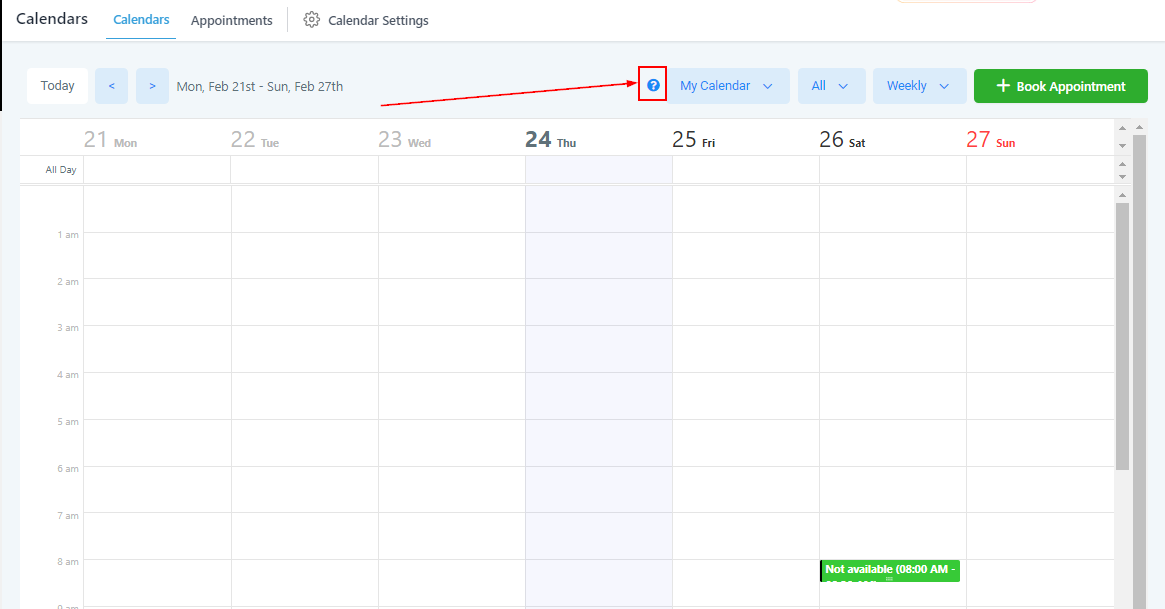 Calendars
Calendars Appointments Calendar Settings
Today < > Mon, Feb 21st - Sun, Feb 27th ? My Calendar All Weekly + Book Appointment
21 Mon 22 Tue 23 Wed 24 Thu 25 Fri 26 Sat 27 Sun
All Day
1 am
2 am
3 am
4 am
5 am
6 am
7 am
8 am
Not available (08:00 AM -
9 am